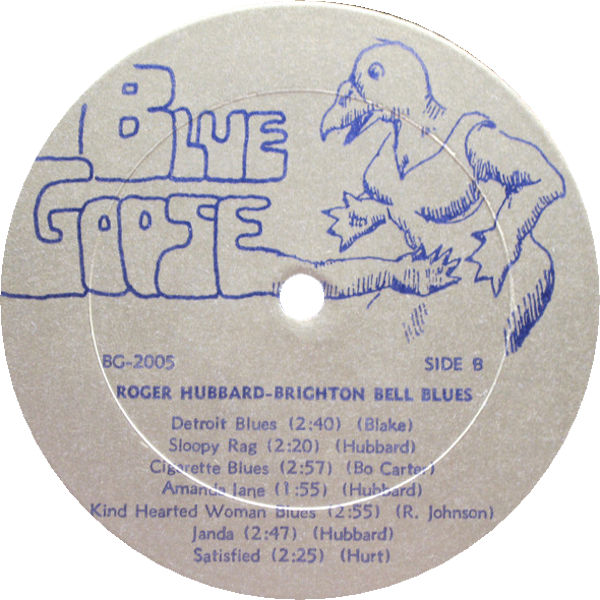 BLUE
GOOSE
BG-2005 SIDE B
ROGER HUBBARD-BRIGHTON BELL BLUES
Detroit Blues (2:40) (Blake)
Sloopy Rag (2:20) (Hubbard)
Cigarette Blues (2:57) (Bo Carter)
Amanda Jane (1:55) (Hubbard)
Kind Hearted Woman Blues (2:55) (R. Johnson)
Janda (2:47) (Hubbard)
Satisfied (2:25) (Hurt)